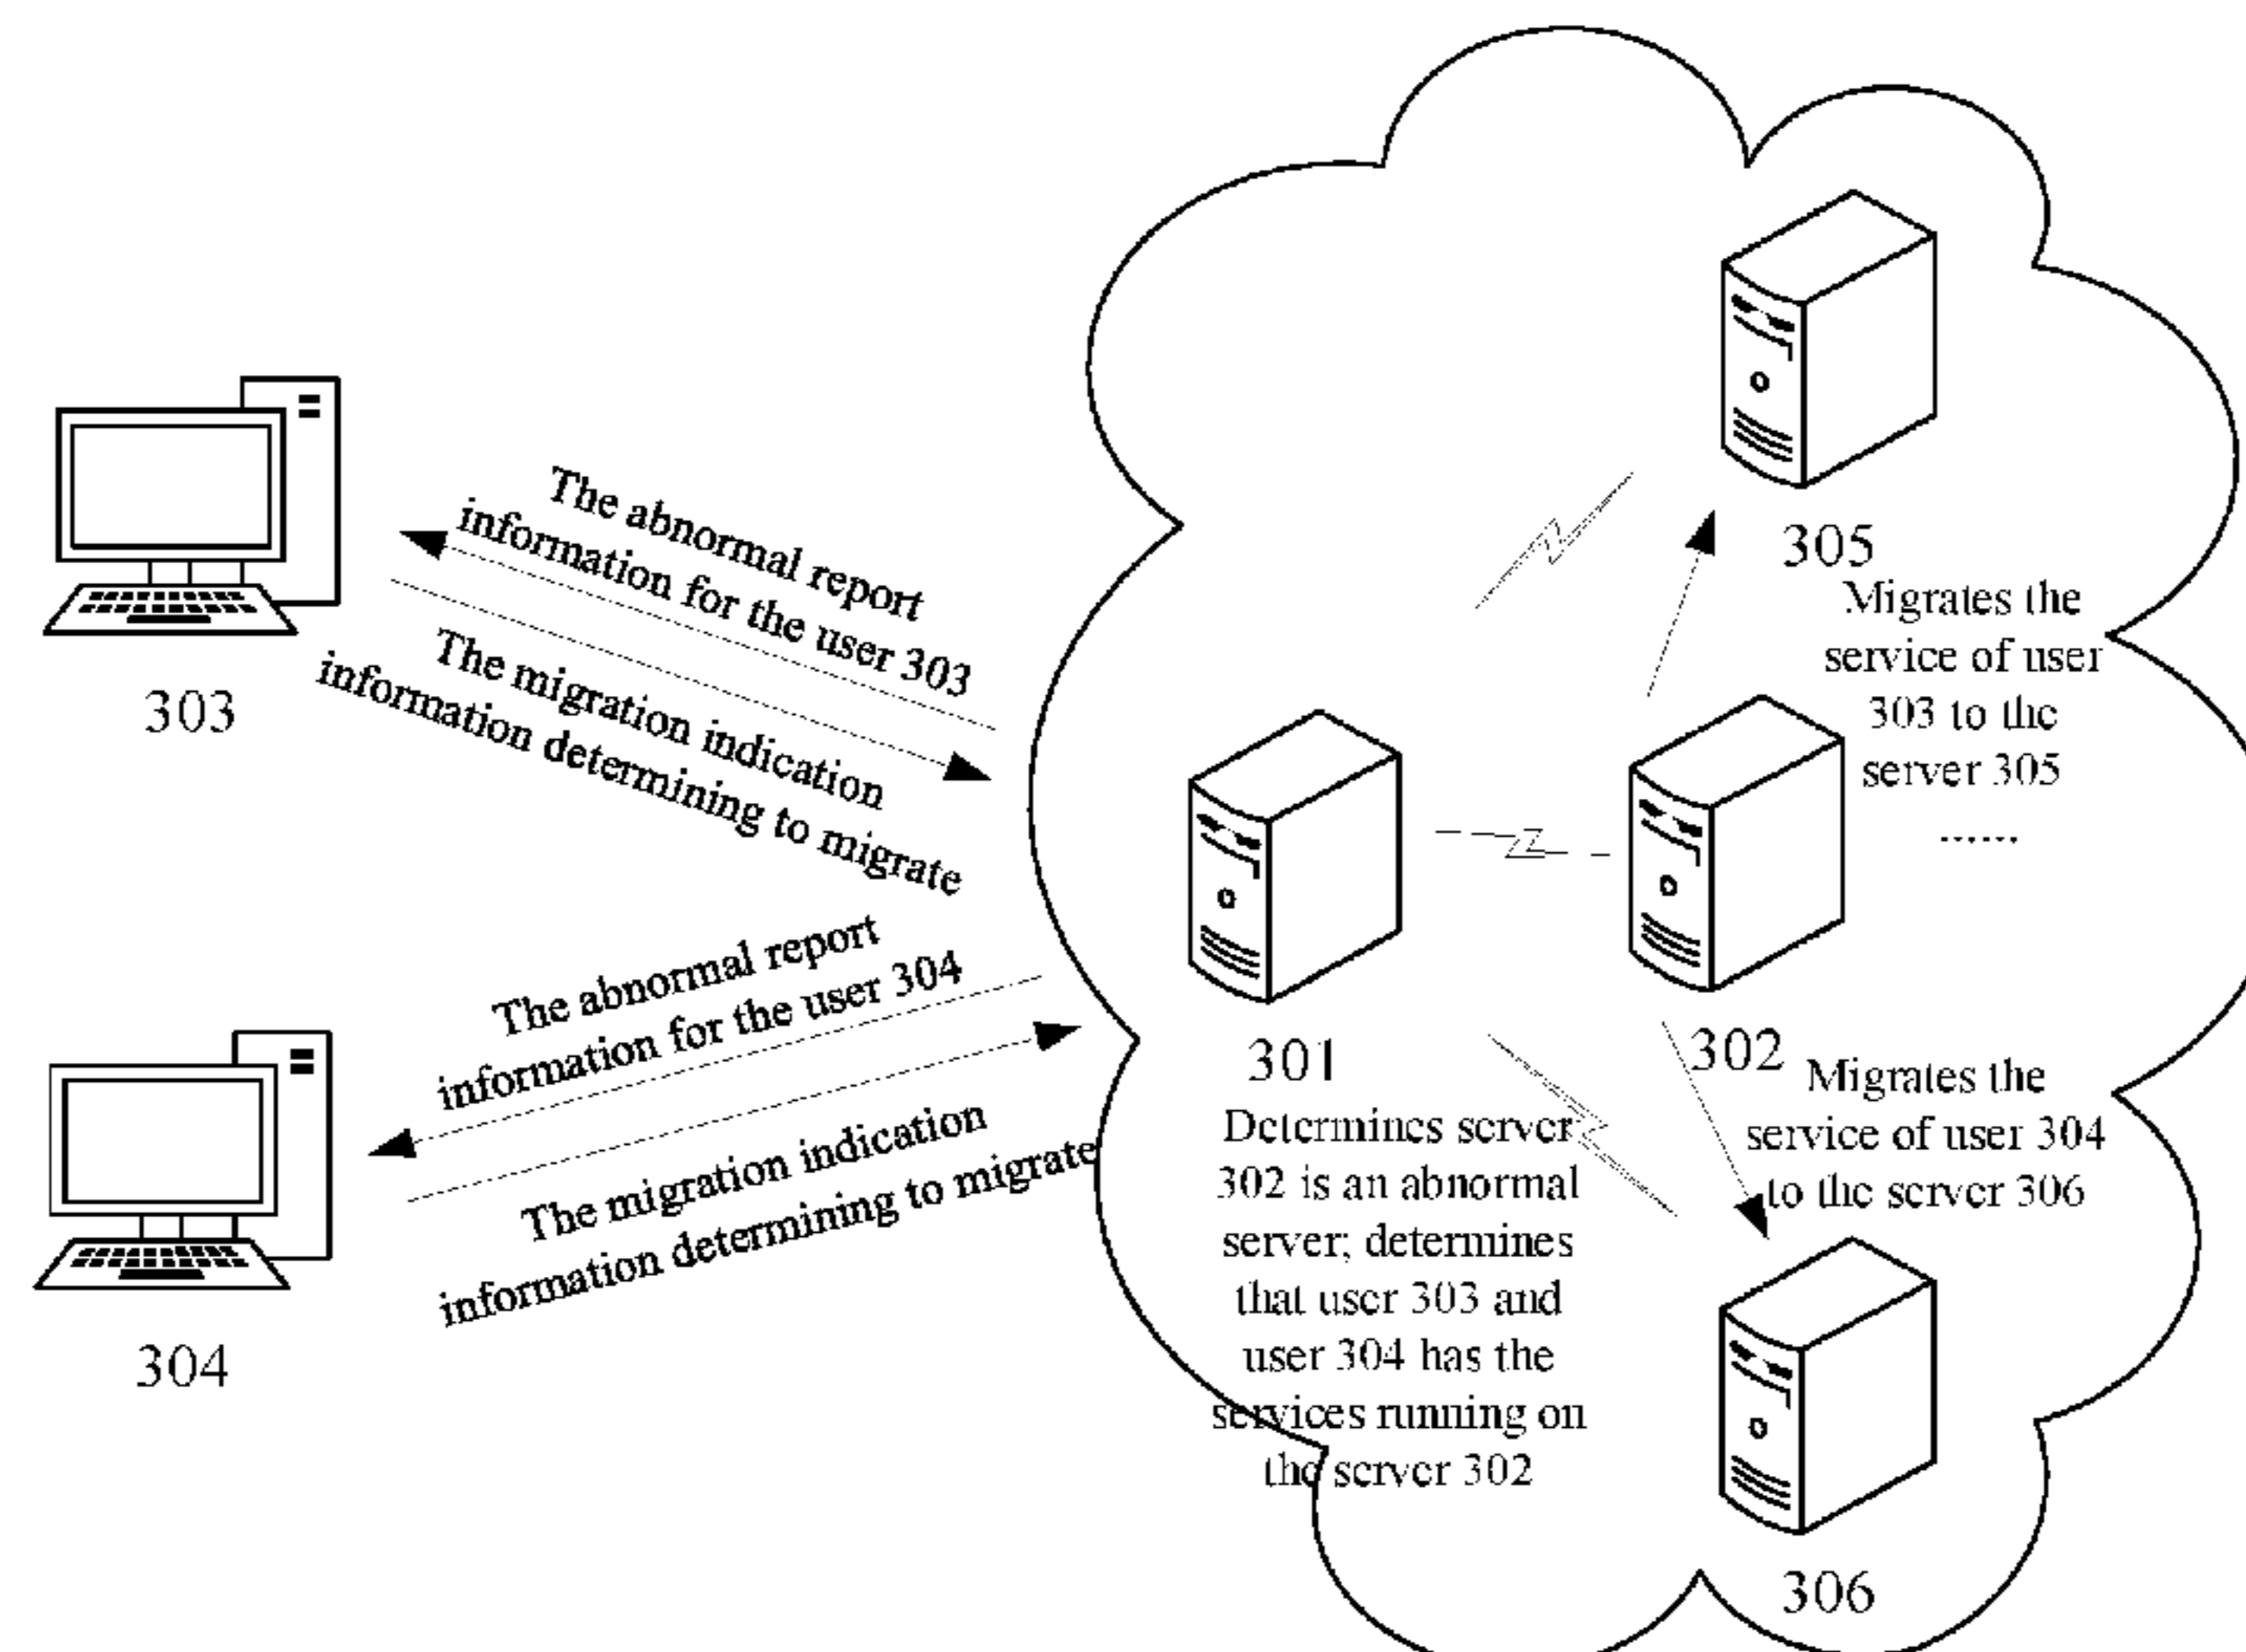 The abnormal report
information for the user 303
The migration indication
information determining to migrate
303
The abnormal report
information for the user 304
The migration indication
information determining to migrate
304
305
Migrates the
service of user
303 to the
server 305
......
301
Determines server
302 is an abnormal
server; determines
that user 303 and
user 304 has the
services running on
the server 302
302
Migrates the
service of user 304
to the server 306
306